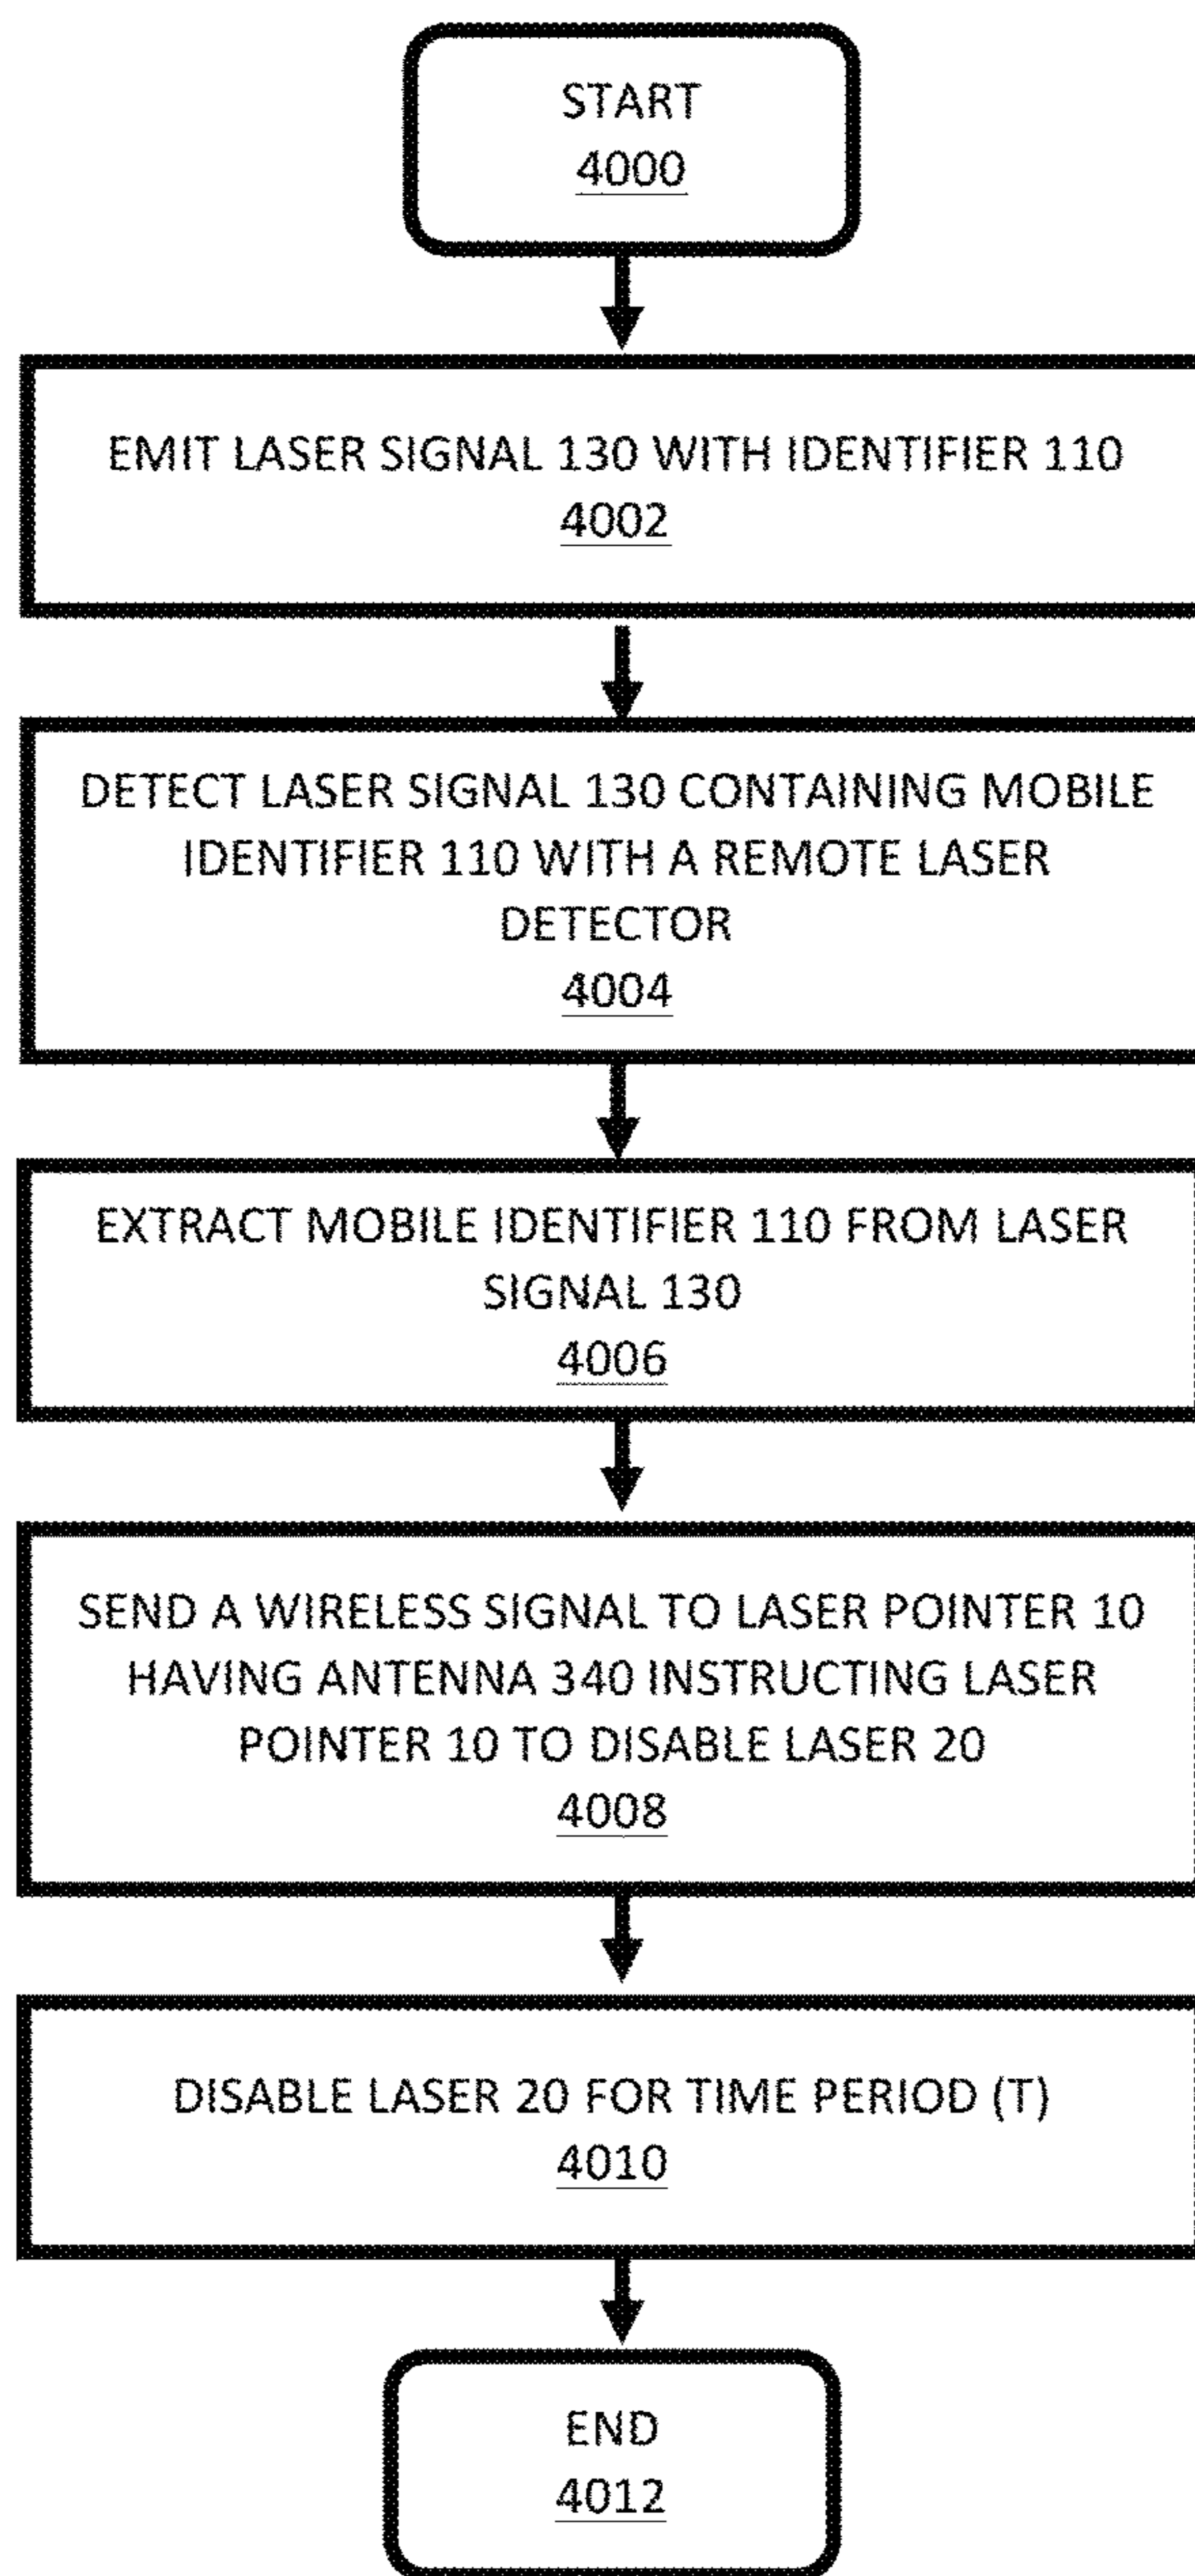 START
4000
EMIT LASER SIGNAL 130 WITH IDENTIFIER 110
4002
DETECT LASER SIGNAL 130 CONTAINING MOBILE
IDENTIFIER 110 WITH A REMOTE LASER
DETECTOR
4004
EXTRACT MOBILE IDENTIFIER 110 FROM LASER
SIGNAL 130
4006
SEND A WIRELESS SIGNAL TO LASER POINTER 10
HAVING ANTENNA 340 INSTRUCTING LASER
POINTER 10 TO DISABLE LASER 20
4008
DISABLE LASER 20 FOR TIME PERIOD (T)
4010
END
4012